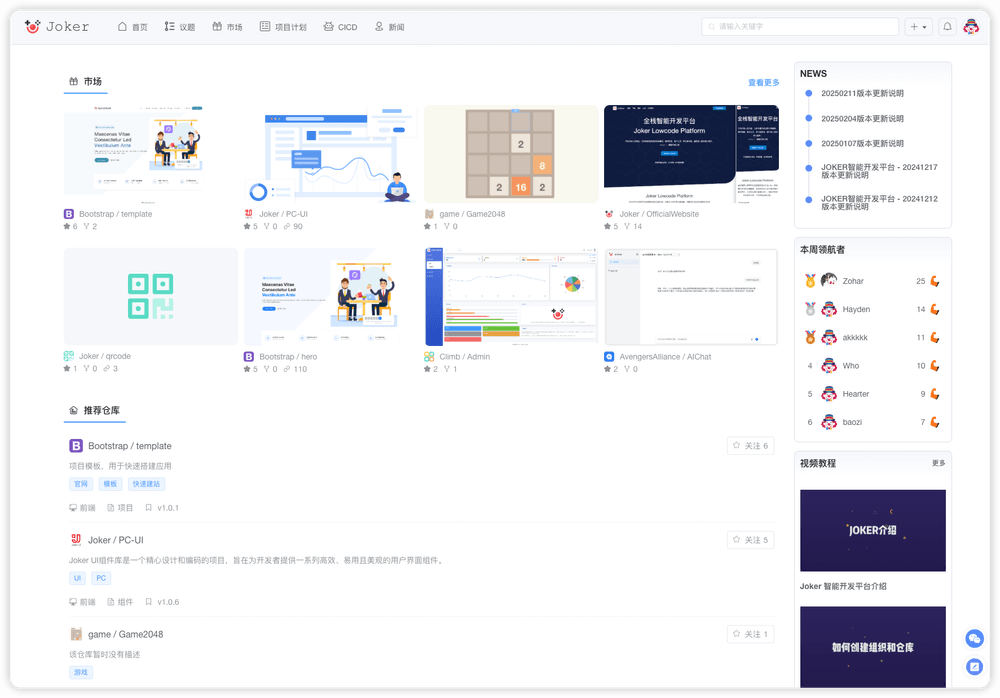 Joker
首页
议题
市场
项目计划
CICD
新闻
请输入关键字
市场
查看更多
Maecenas Vitae
Consectetur Led
Vestibulum Ante
Bootstrap / template
6 2
Joker / PC-UI
5 0 90
2
8
2 16 2
game / Game2048
1 0
全栈智能开发平台
Joker Lowcode Platform
Joker Lowcode Platform
全栈智能开发平台
Joker Lowcode Platform
Joker / OfficialWebsite
5 14
Joker / qrcode
1 0 3
Maecenas Vitae
Consectetur Led
Vestibulum Ante
Bootstrap / hero
5 0 110
Climb / Admin
2 1
AvengersAlliance / AIChat
2 0
推荐仓库
Bootstrap / template
关注 6
项目模板，用于快速搭建应用
官网 模板 快速建站
前端 项目 v1.0.1
Joker / PC-UI
关注 5
Joker UI组件库是一个精心设计和编码的项目，旨在为开发者提供一系列高效、易用且美观的用户界面组件。
UI PC
前端 组件 v1.0.6
game / Game2048
关注 1
该仓库暂时没有描述
游戏
NEWS
20250211版本更新说明
20250204版本更新说明
20250107版本更新说明
JOKER智能开发平台 - 20241217
版本更新说明
JOKER智能开发平台 - 20241212
版本更新说明
本周领航者
Zohar 25
Hayden 14
akkkkk 11
4 Who 10
5 Hearter 9
6 baozi 7
视频教程
更多
JOKER介绍
Joker 智能开发平台介绍
如何创建组织和仓库